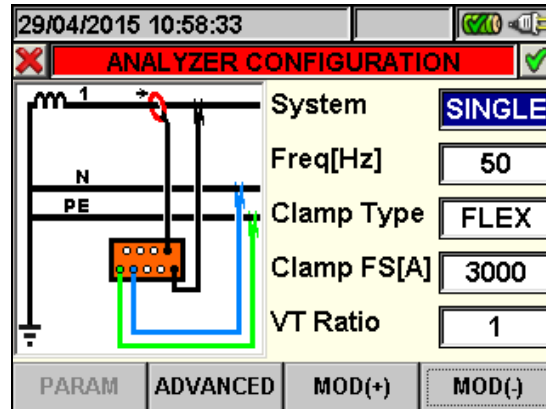 29/04/2015 10:58:33
ANALYZER CONFIGURATION
1
N
PE
System SINGLE
Freq[Hz] 50
Clamp Type FLEX
Clamp FS[A] 3000
VT Ratio 1
PARAM ADVANCED MOD(+) MOD(-)